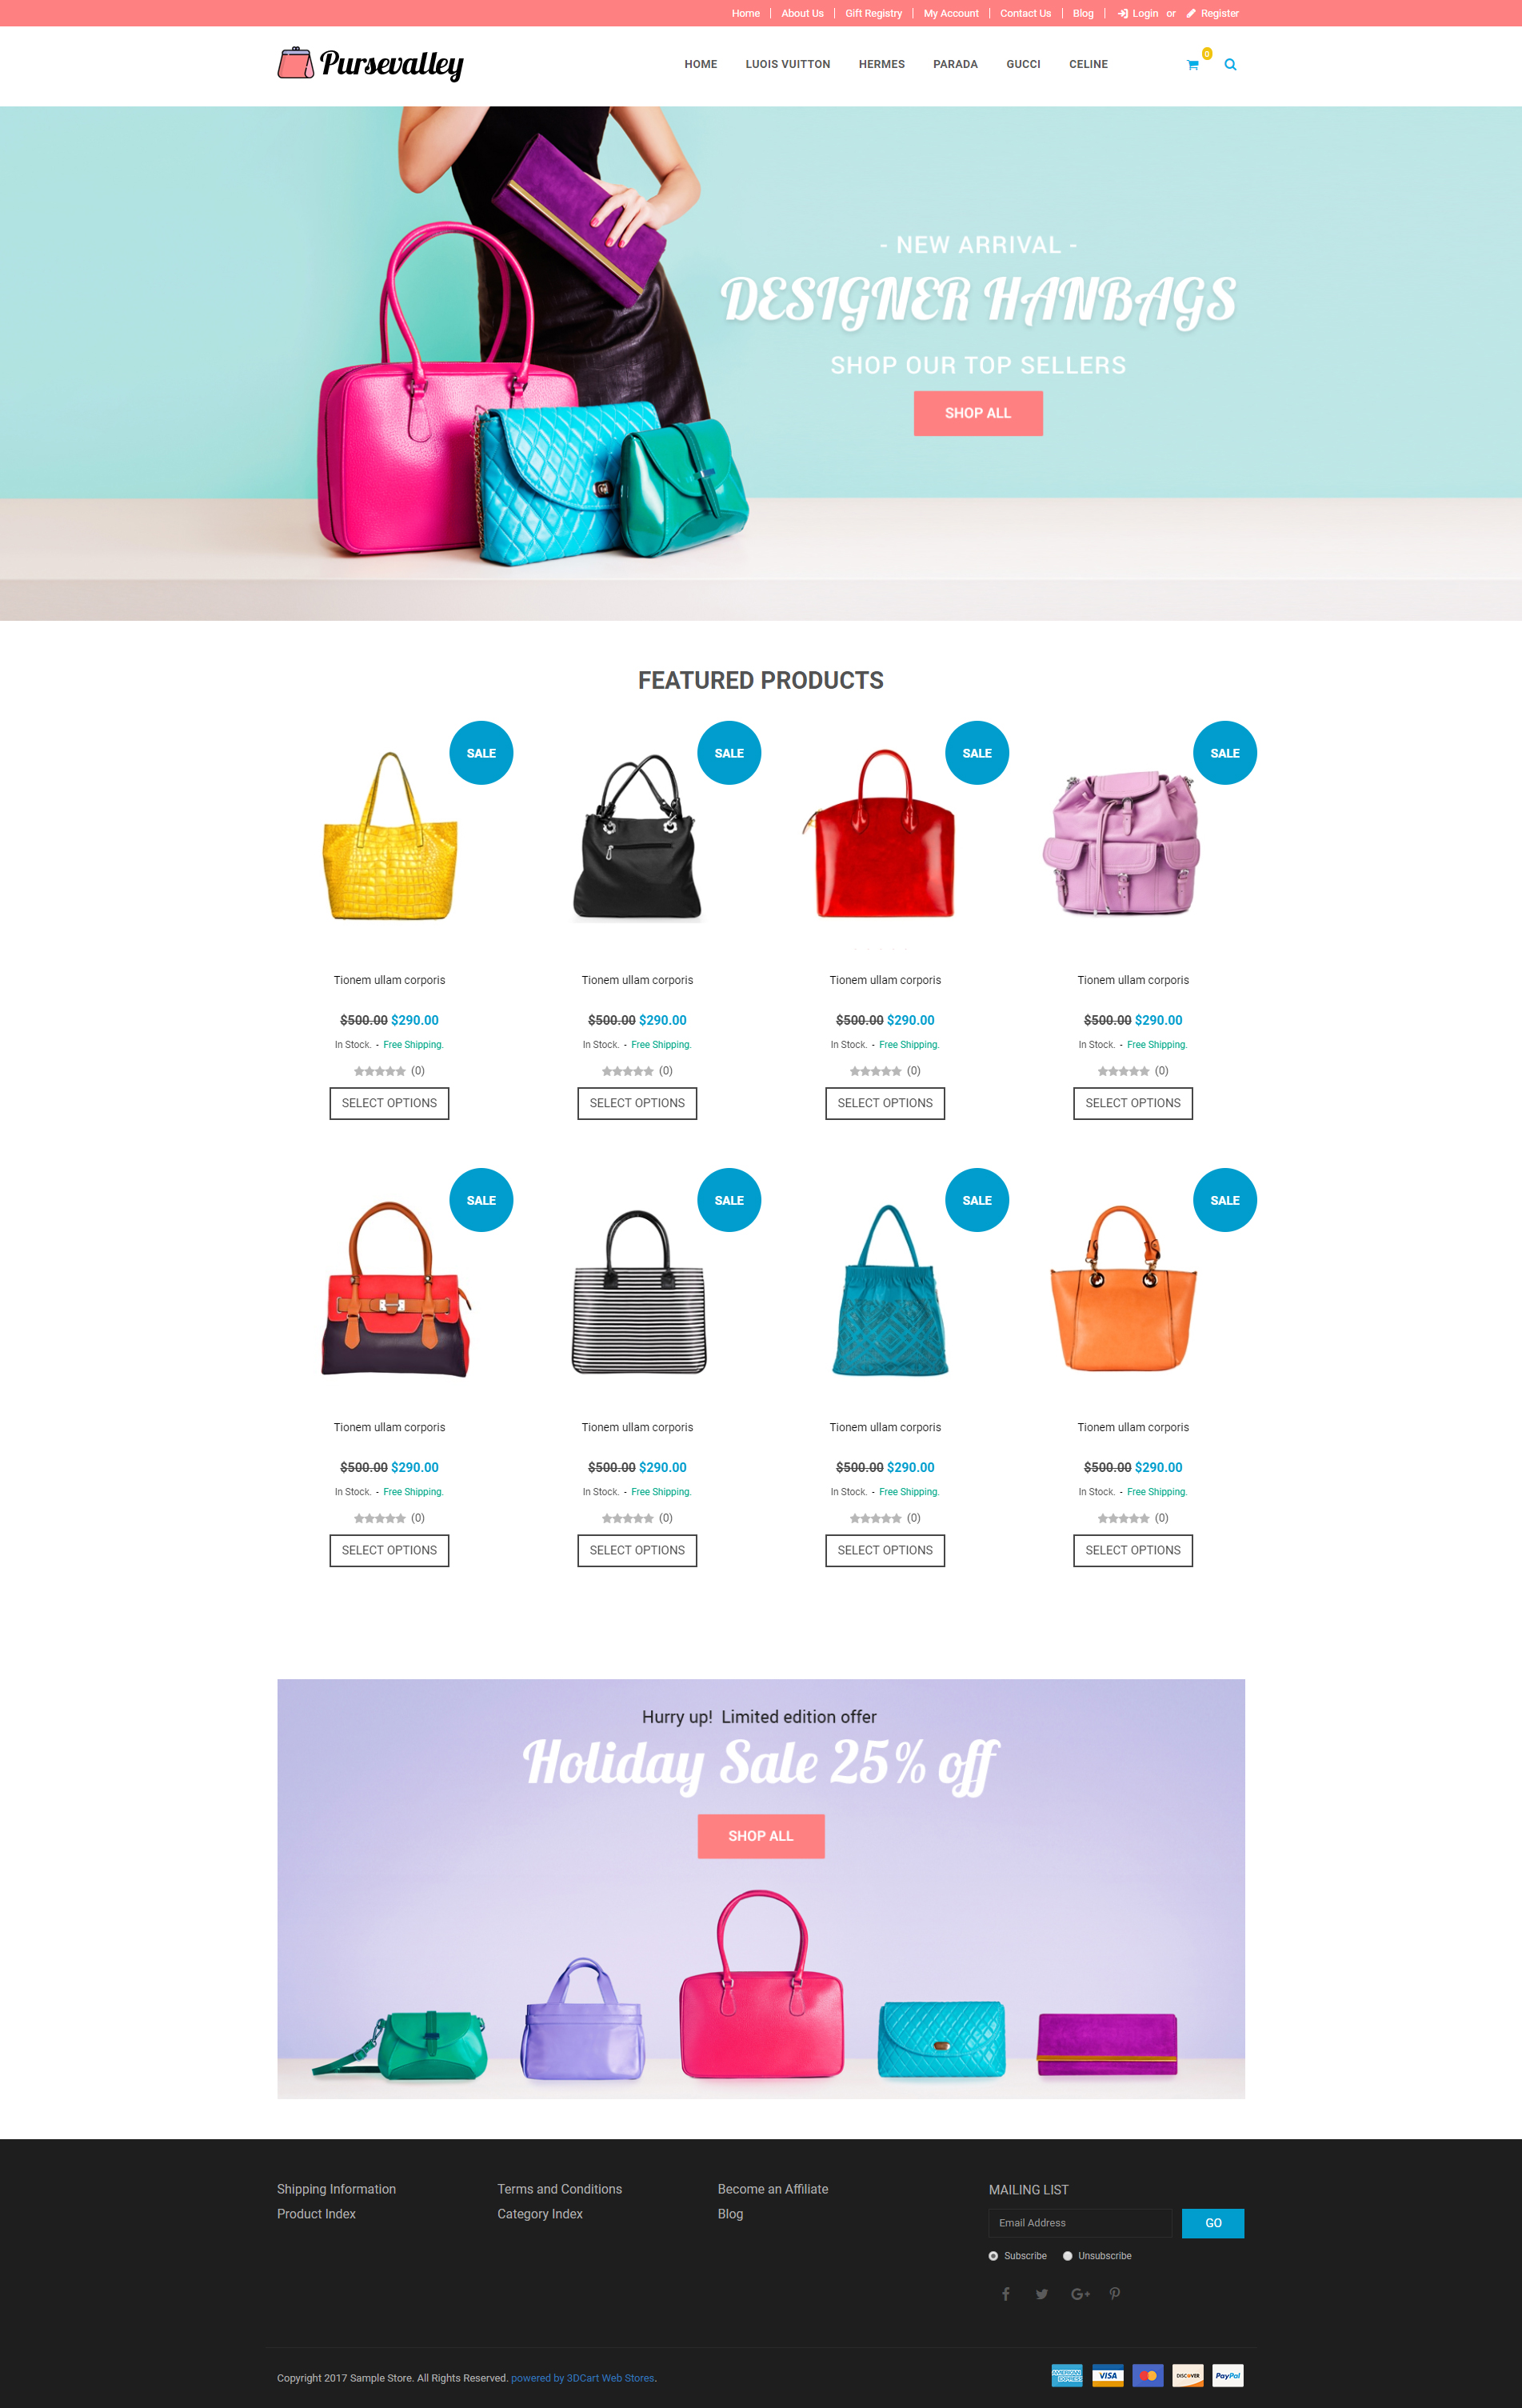 Home About Us Gift Registry My Account Contact Us Blog Login or Register
Pursevalley
HOME LUOIS VUITTON HERMES PARADA GUCCI CELINE
0
- NEW ARRIVAL -
DESIGNER HANBAGS
SHOP OUR TOP SELLERS
SHOP ALL
FEATURED PRODUCTS
SALE SALE SALE SALE
Tionem ullam corporis Tionem ullam corporis Tionem ullam corporis Tionem ullam corporis
$500.00 $290.00 $500.00 $290.00 $500.00 $290.00 $500.00 $290.00
In Stock. - Free Shipping. In Stock. - Free Shipping. In Stock. - Free Shipping. In Stock. - Free Shipping.
(0) (0) (0) (0)
SELECT OPTIONS SELECT OPTIONS SELECT OPTIONS SELECT OPTIONS
SALE SALE SALE SALE
Tionem ullam corporis Tionem ullam corporis Tionem ullam corporis Tionem ullam corporis
$500.00 $290.00 $500.00 $290.00 $500.00 $290.00 $500.00 $290.00
In Stock. - Free Shipping. In Stock. - Free Shipping. In Stock. - Free Shipping. In Stock. - Free Shipping.
(0) (0) (0) (0)
SELECT OPTIONS SELECT OPTIONS SELECT OPTIONS SELECT OPTIONS
Hurry up! Limited edition offer
Holiday Sale 25% off
SHOP ALL
Shipping Information Terms and Conditions Become an Affiliate MAILING LIST
Product Index Category Index Blog
Email Address GO
Subscribe Unsubscribe
Copyright 2017 Sample Store. All Rights Reserved. powered by 3DCart Web Stores.
AMERICAN EXPRESS VISA DISCOVER PayPal